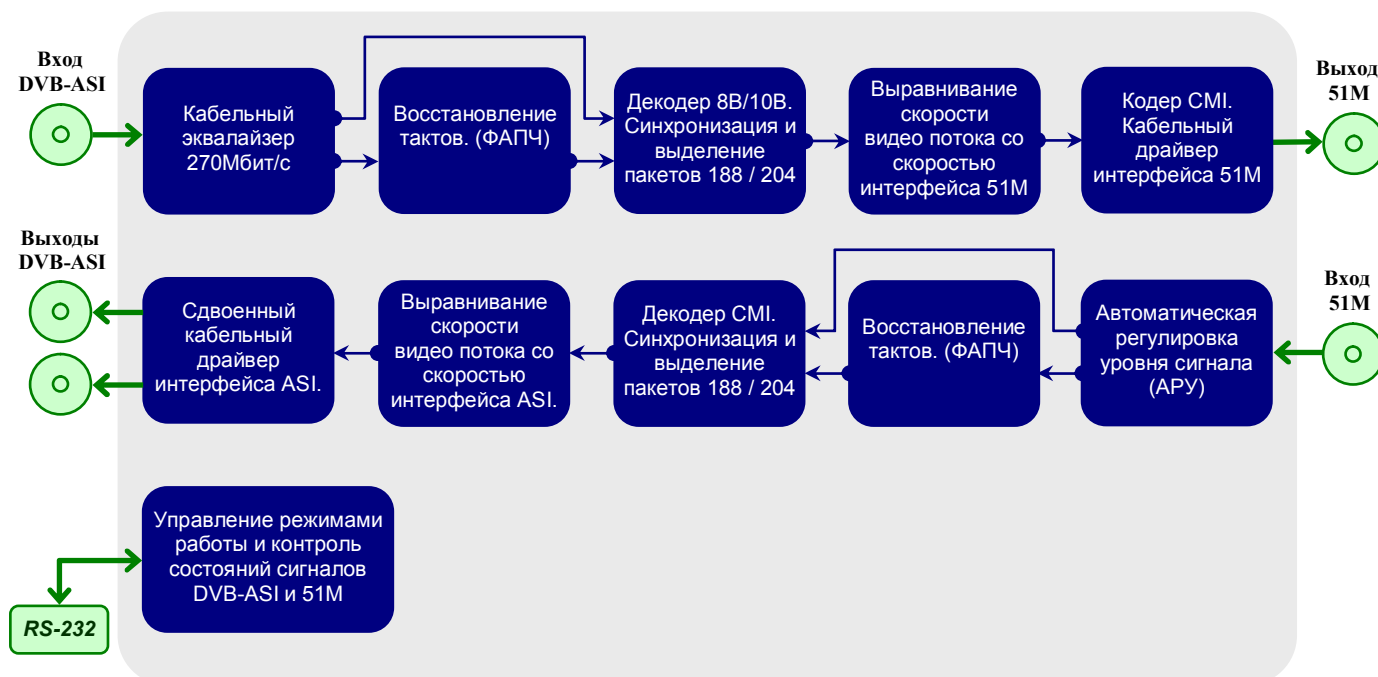 Вход
DVB-ASI
Кабельный
эквалайзер
270Мбит/с
Восстановление
тактов. (ФАПЧ)
Декодер 8B/10B.
Синхронизация и
выделение
пакетов 188 / 204
Выравнивание
скорости
видео потока со
скоростью
интерфейса 51М
Кодер CMI.
Кабельный
драйвер
интерфейса 51М
Выход
51М
Выходы
DVB-ASI
Сдвоенный
кабельный
драйвер
интерфейса ASI.
Выравнивание
скорости
видео потока со
скоростью
интерфейса ASI.
Декодер CMI.
Синхронизация и
выделение
пакетов 188 / 204
Восстановление
тактов. (ФАПЧ)
Автоматическая
регулировка
уровня сигнала
(АРУ)
Вход
51М
Управление режимами
работы и контроль
состояний сигналов
DVB-ASI и 51М
RS-232